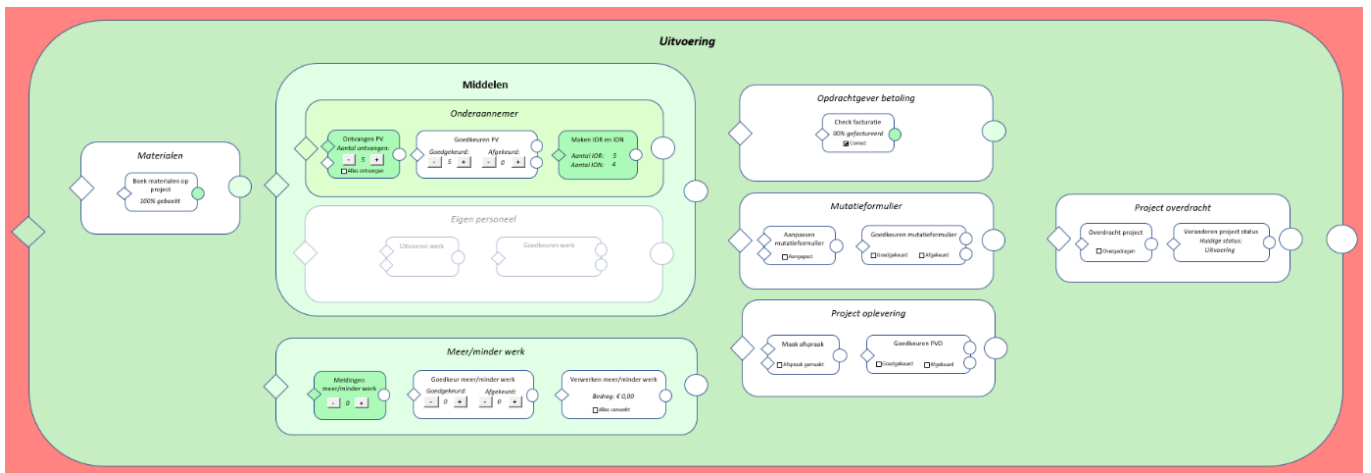 Uitvoering
Materialen
Boek materialen op
project
100% geboekt
Middelen
Onderaannemer
Ontvangen PV
Aantal ontvangen:
- 5 +
Alles ontvangen
Goedkeuren PV
Goedgekeurd: Afgekeurd:
- 5 + - 0 +
Maken IOR en ION
Aantal IOR: 5
Aantal ION: 4
Eigen personeel
Uitvoeren werk
Goedkeuren werk
Meer/minder werk
Meldingen
meer/minder werk
- 0 +
Goedkeur meer/minder werk
Goedgekeurd: Afgekeurd:
- 0 + - 0 +
Verwerken meer/minder werk
Bedrag: € 0,00
Alles verwerkt
Opdrachtgever betaling
Check facturatie
90% gefactureerd
Correct
Mutatieformulier
Aanpassen
mutatieformulier
Aangepast
Goedkeuren mutatieformulier
Goedgekeurd Afgekeurd
Project oplevering
Maak afspraak
Afspraak gemaakt
Goedkeuren PVO
Goedgekeurd Afgekeurd
Project overdracht
Overdracht project
Overgedragen
Veranderen project status
Huidige status:
Uitvoering